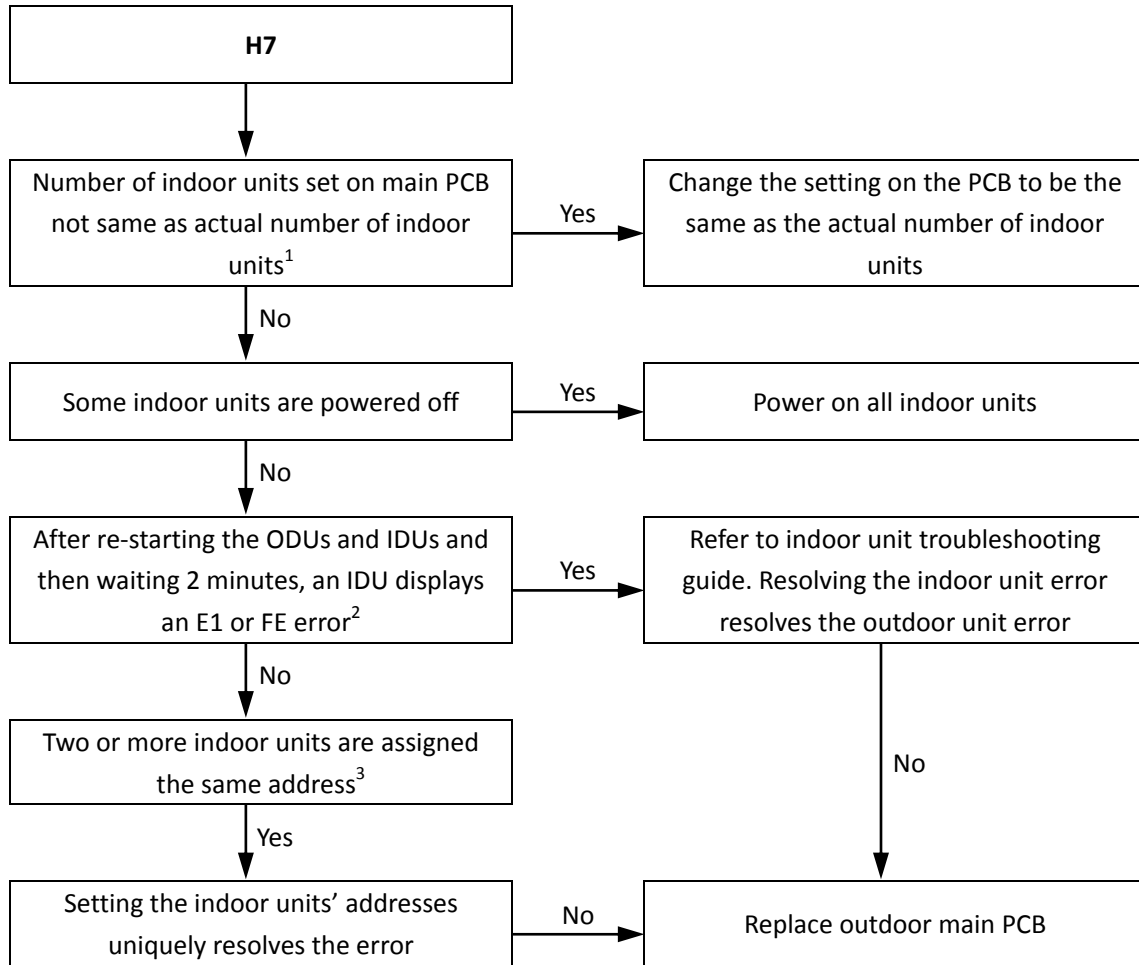 H7
Number of indoor units set on main PCB
not same as actual number of indoor
units¹
Yes
Change the setting on the PCB to be the
same as the actual number of indoor
units
No
Some indoor units are powered off
Yes
Power on all indoor units
No
After re-starting the ODUs and IDUs and
then waiting 2 minutes, an IDU displays
an E1 or FE error²
Yes
Refer to indoor unit troubleshooting
guide. Resolving the indoor unit error
resolves the outdoor unit error
No
Two or more indoor units are assigned
the same address³
No
Yes
Setting the indoor units’ addresses
uniquely resolves the error
No
Replace outdoor main PCB